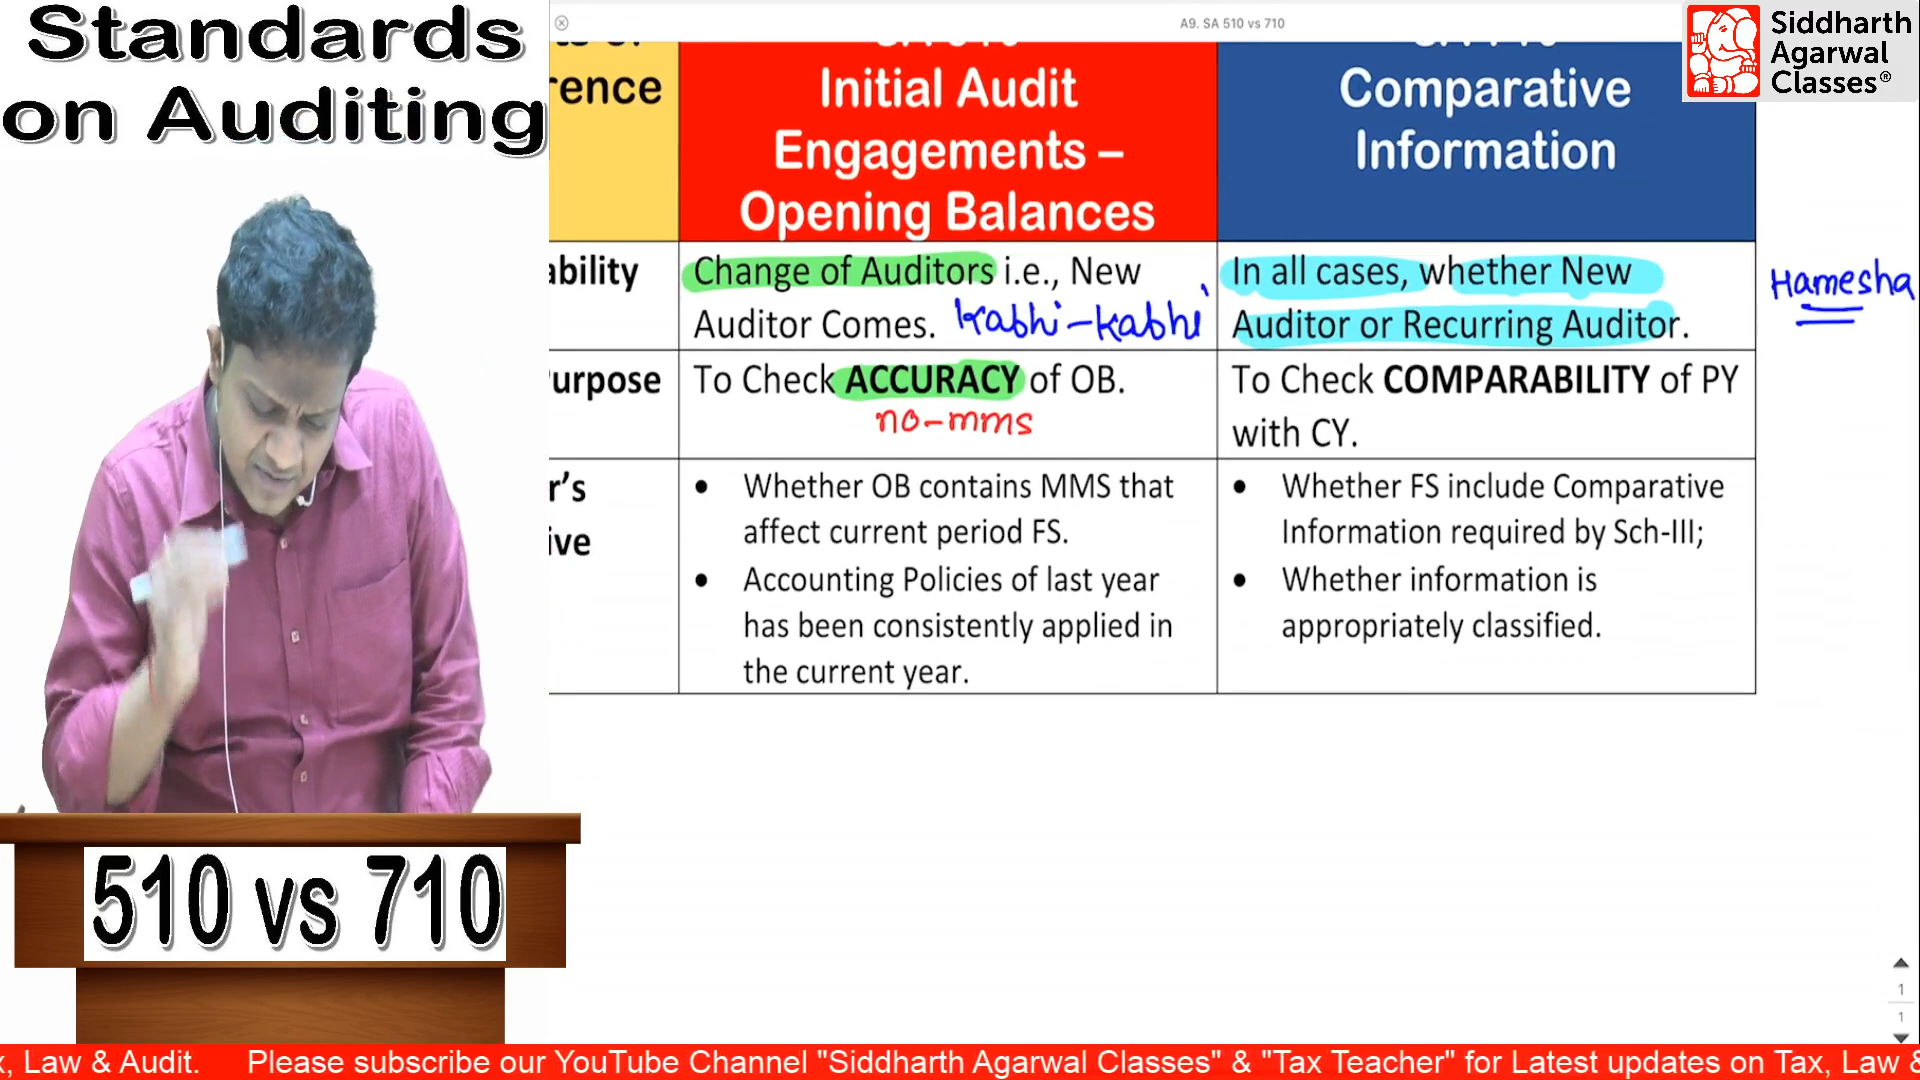 Standards
on Auditing
A9. SA 510 vs 710
Siddharth
Agarwal
Classes®
rence
Initial Audit
Engagements –
Opening Balances
Comparative
Information
ability
Change of Auditors i.e., New
Auditor Comes. Kabhi-kabhi
In all cases, whether New
Auditor or Recurring Auditor.
Hamesha
urpose
To Check ACCURACY of OB.
no-mms
To Check COMPARABILITY of PY
with CY.
r's
ive
• Whether OB contains MMS that
affect current period FS.
• Accounting Policies of last year
has been consistently applied in
the current year.
• Whether FS include Comparative
Information required by Sch-III;
• Whether information is
appropriately classified.
510 vs 710
1
1
x, Law & Audit. Please subscribe our YouTube Channel "Siddharth Agarwal Classes" & "Tax Teacher" for Latest updates on Tax, Law &